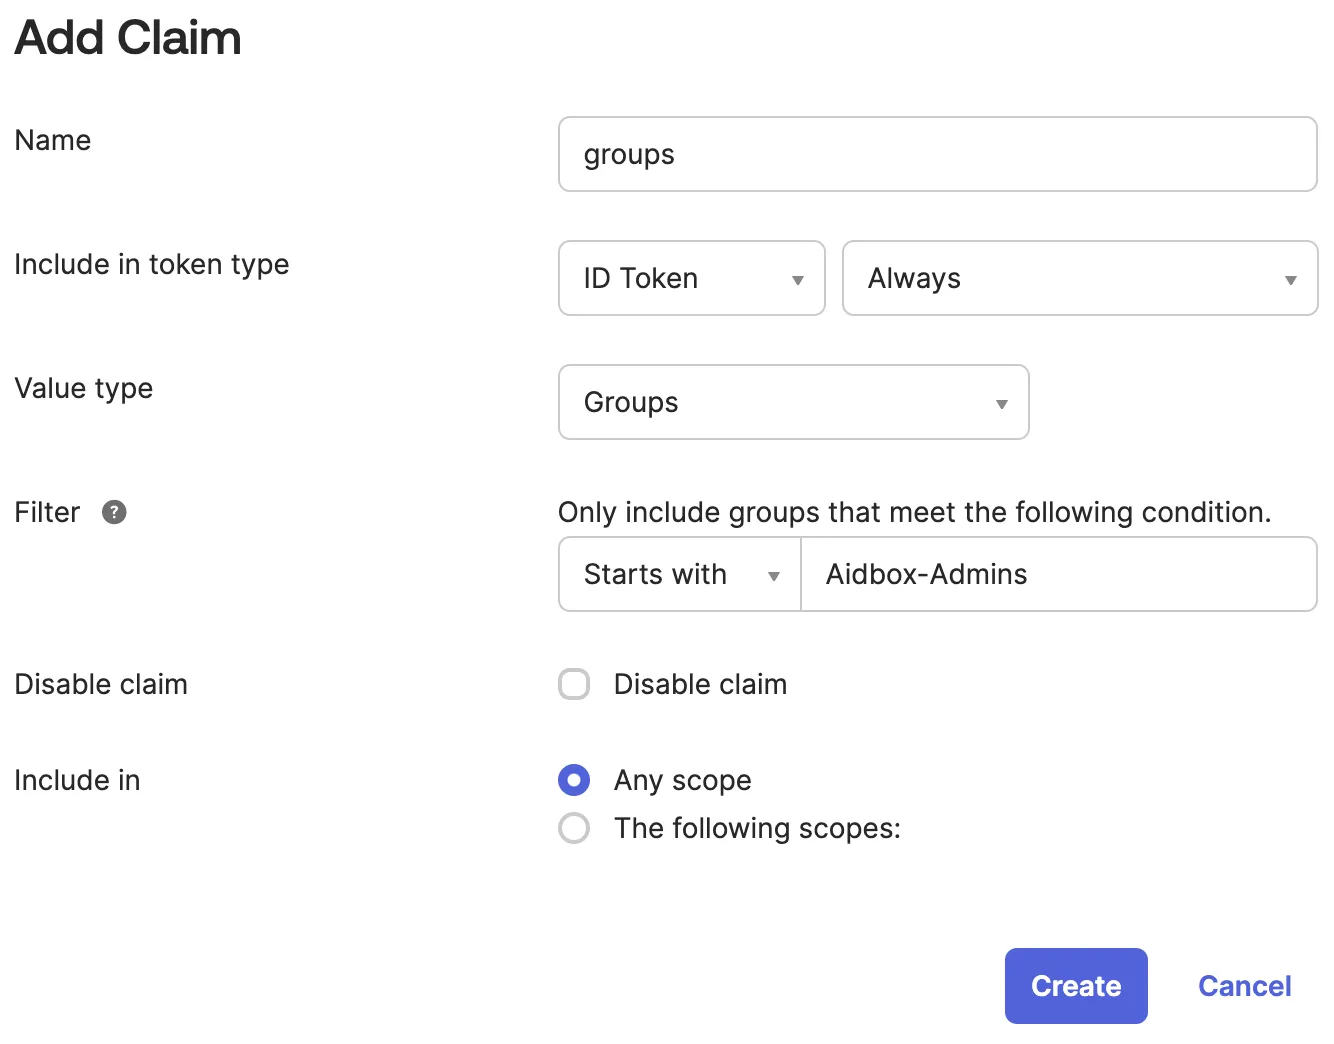 Add Claim
Name
groups
Include in token type
ID Token
Always
Value type
Groups
Filter ?
Only include groups that meet the following condition.
Starts with
Aidbox-Admins
Disable claim
Disable claim
Include in
Any scope
The following scopes:
Create
Cancel